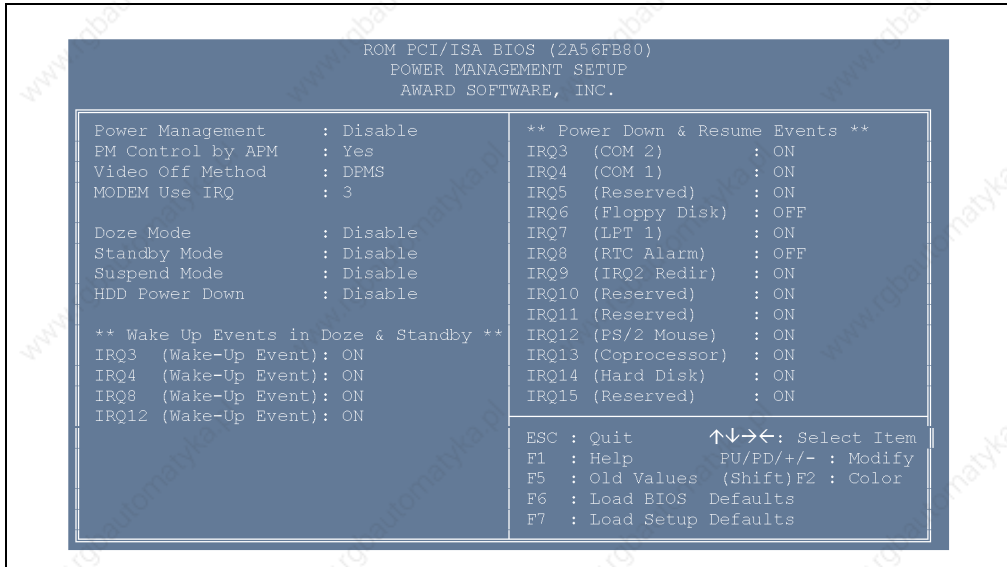 ROM PCI/ISA BIOS (2A56FB80)
POWER MANAGEMENT SETUP
AWARD SOFTWARE, INC.
Power Management : Disable
PM Control by APM : Yes
Video Off Method : DPMS
MODEM Use IRQ : 3
Doze Mode : Disable
Standby Mode : Disable
Suspend Mode : Disable
HDD Power Down : Disable
** Wake Up Events in Doze & Standby **
IRQ3 (Wake-Up Event): ON
IRQ4 (Wake-Up Event): ON
IRQ8 (Wake-Up Event): ON
IRQ12 (Wake-Up Event): ON
** Power Down & Resume Events **
IRQ3 (COM 2) : ON
IRQ4 (COM 1) : ON
IRQ5 (Reserved) : ON
IRQ6 (Floppy Disk) : OFF
IRQ7 (LPT 1) : ON
IRQ8 (RTC Alarm) : OFF
IRQ9 (IRQ2 Redir) : ON
IRQ10 (Reserved) : ON
IRQ11 (Reserved) : ON
IRQ12 (PS/2 Mouse) : ON
IRQ13 (Coprocessor) : ON
IRQ14 (Hard Disk) : ON
IRQ15 (Reserved) : ON
ESC : Quit ↑↓→←: Select Item
F1 : Help PU/PD/+/- : Modify
F5 : Old Values (Shift)F2 : Color
F6 : Load BIOS Defaults
F7 : Load Setup Defaults